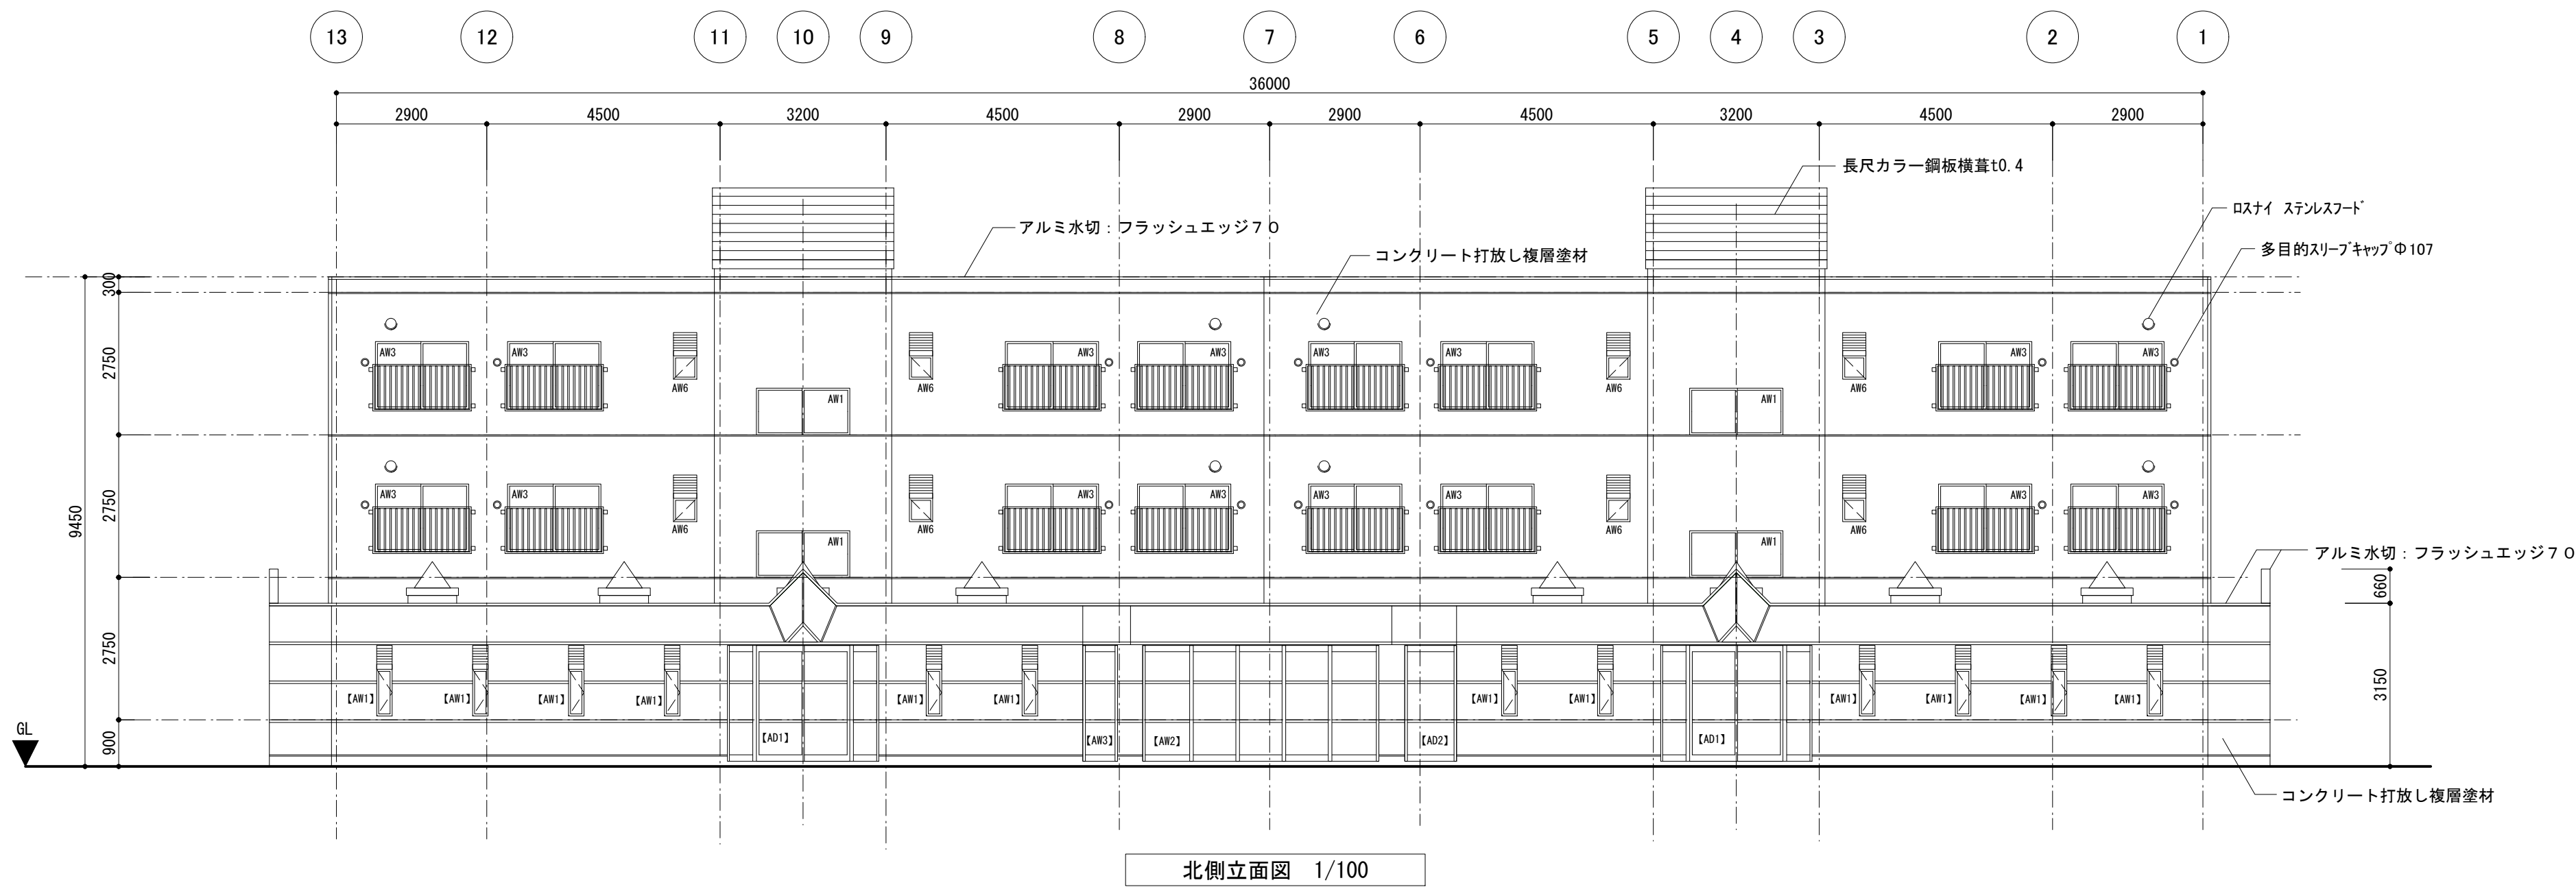 13 12 11 10 9 8 7 6 5 4 3 2 1
36000
2900 4500 3200 4500 2900 2900 4500 3200 4500 2900
長尺カラー鋼板横葺t0.4
ロスナイ ステンレスフード
アルミ水切：フラッシュエッジ７０
多目的スリーブキャップΦ107
コンクリート打放し複層塗材
300
AW3 AW3 AW3 AW3 AW3 AW3 AW3 AW3
2750
AW6 AW6 AW6 AW6
AW1 AW1
AW3 AW3 AW3 AW3 AW3 AW3 AW3 AW3
9450
2750
AW6 AW6 AW6 AW6
AW1 AW1
アルミ水切：フラッシュエッジ７０
660
2750
3150
【AW1】 【AW1】 【AW1】 【AW1】 【AW1】 【AW1】 【AW1】 【AW1】 【AW1】 【AW1】 【AW1】 【AW1】
GL
900
【AD1】 【AW3】 【AW2】 【AD2】 【AD1】
コンクリート打放し複層塗材
北側立面図 1/100